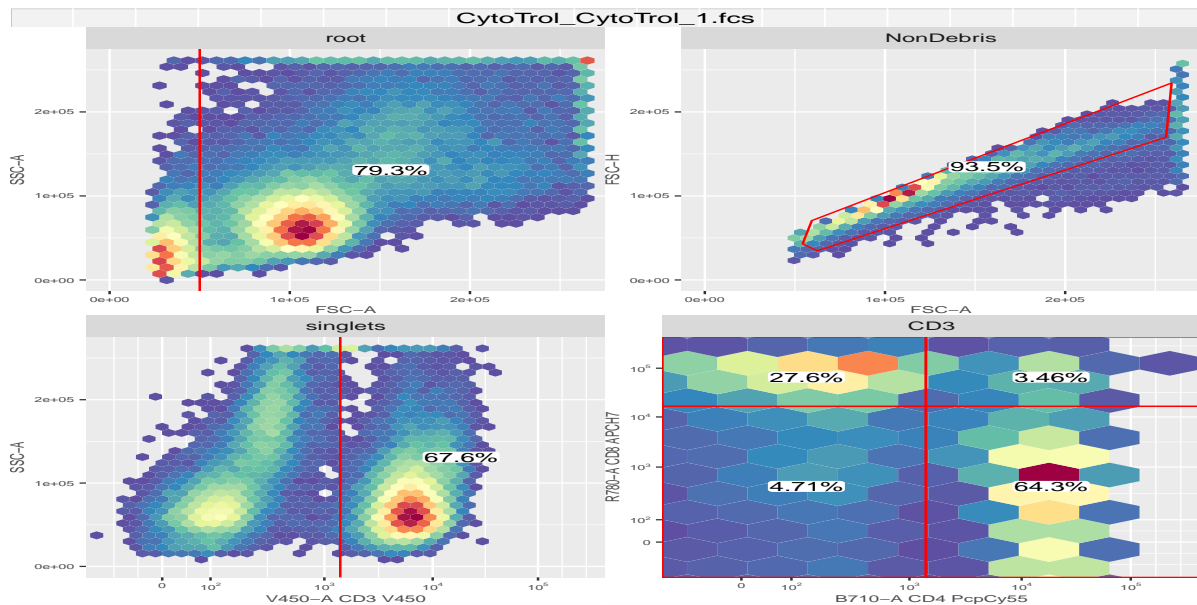 CytoTrol_CytoTrol_1.fcs
root
NonDebris
2e+05
1e+05
0e+00
SSC-A
79.3%
0e+00
1e+05
2e+05
FSC-A
2e+05
1e+05
0e+00
FSC-H
93.5%
0e+00
1e+05
2e+05
FSC-A
singlets
CD3
2e+05
1e+05
0e+00
SSC-A
67.6%
0
10²
10³
10⁴
V450-A CD3 V450
10⁵
10⁴
10³
10²
0
R780-A CD8 APCH7
27.6%
3.46%
4.71%
64.3%
0
10²
10³
10⁴
10⁵
B710-A CD4 PcpCy55